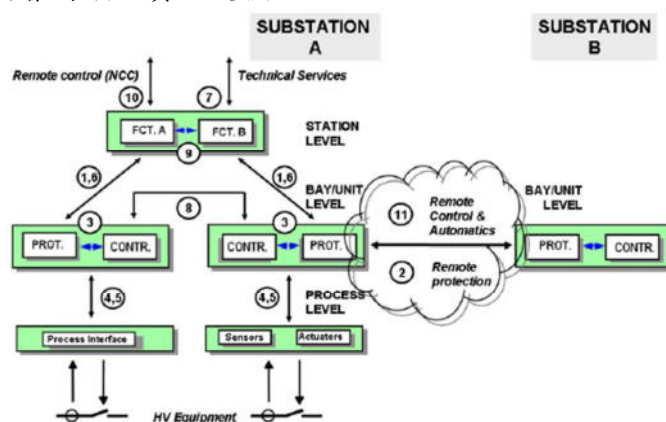 SUBSTATION
A
SUBSTATION
B
Remote control (NCC)
Technical Services
10
7
FCT. A
FCT. B
STATION
LEVEL
9
1,6
1,6
BAY/UNIT
LEVEL
BAY/UNIT
LEVEL
8
11
Remote
Control &
Automatics
3
3
PROT.
CONTR.
CONTR.
PROT.
PROT.
CONTR.
2
Remote
protection
4,5
4,5
PROCESS
LEVEL
Process Interface
Sensors
Actuaters
HV Equipment